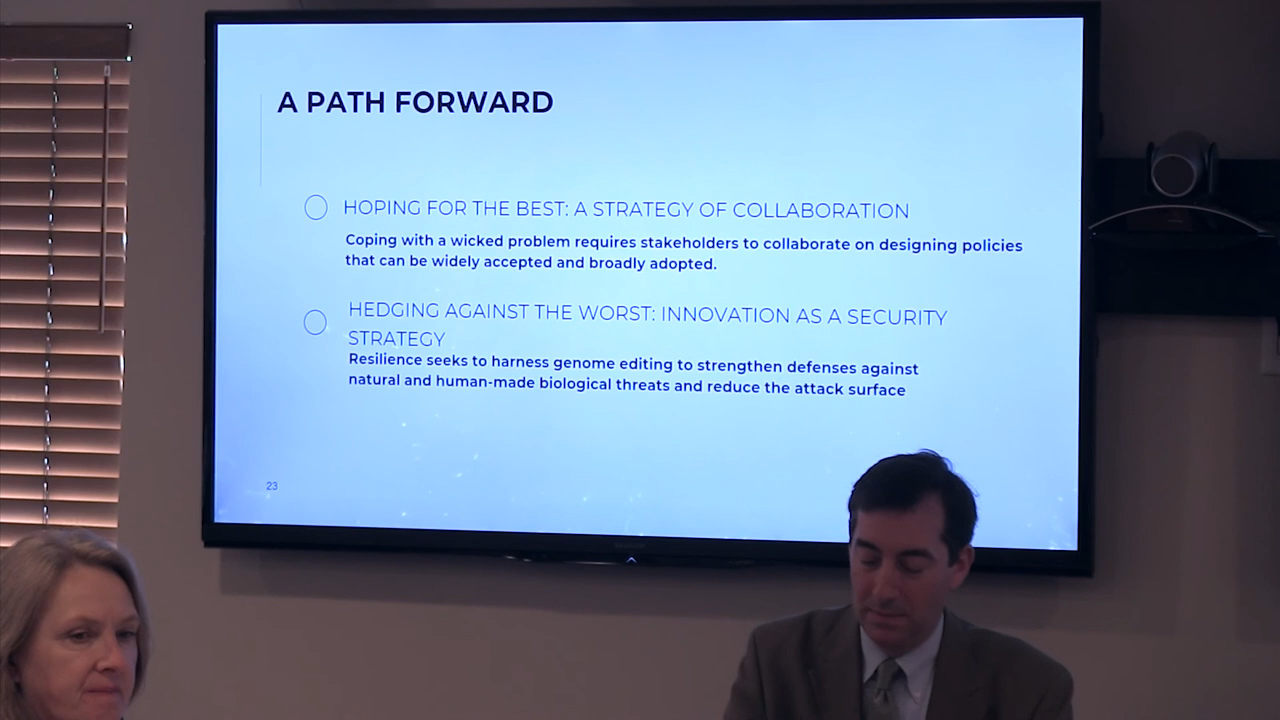 A PATH FORWARD
HOPING FOR THE BEST: A STRATEGY OF COLLABORATION
Coping with a wicked problem requires stakeholders to collaborate on designing policies
that can be widely accepted and broadly adopted.
HEDGING AGAINST THE WORST: INNOVATION AS A SECURITY
STRATEGY
Resilience seeks to harness genome editing to strengthen defenses against
natural and human-made biological threats and reduce the attack surface
23